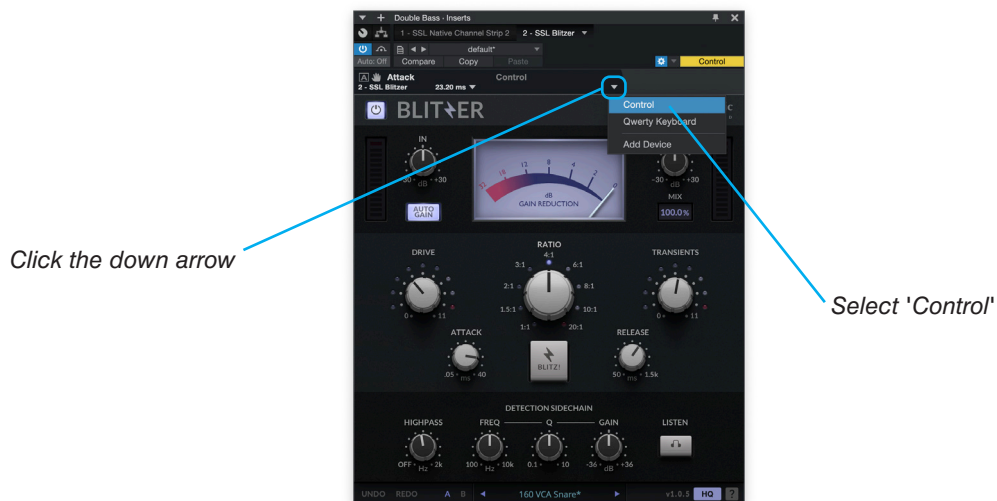 Double Bass - Inserts
1 - SSL Native Channel Strip 2
2 - SSL Blitzer
default*
Auto: Off
Compare
Copy
Paste
Control
A
Attack
Control
2 - SSL Blitzer
23.20 ms
Control
Qwerty Keyboard
Add Device
BLITZER
C
IN
-30
+30
dB
AUTO
GAIN
32
18
12
8
4
2
0
dB
GAIN REDUCTION
-30
+30
dB
MIX
100.0%
Click the down arrow
Select 'Control'
DRIVE
0
11
RATIO
4:1
3:1
6:1
2:1
8:1
1.5:1
10:1
1:1
20:1
TRANSIENTS
0
11
ATTACK
.05
ms
40
BLITZ!
RELEASE
50
ms
1.5k
DETECTION SIDECHAIN
HIGHPASS
FREQ
Q
GAIN
LISTEN
OFF
Hz
2k
100
Hz
10k
0.1
10
-36
dB
+36
UNDO
REDO
A
B
160 VCA Snare*
v1.0.5
HQ
?